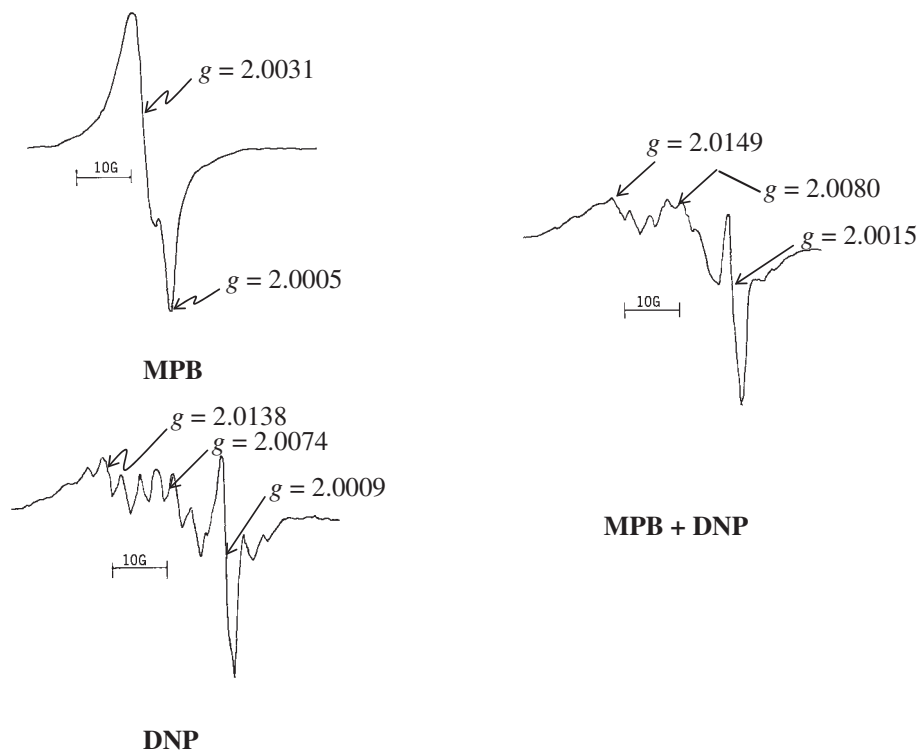 g = 2.0031
10G
g = 2.0005
MPB
g = 2.0149
g = 2.0080
g = 2.0015
10G
MPB + DNP
g = 2.0138
g = 2.0074
g = 2.0009
10G
DNP